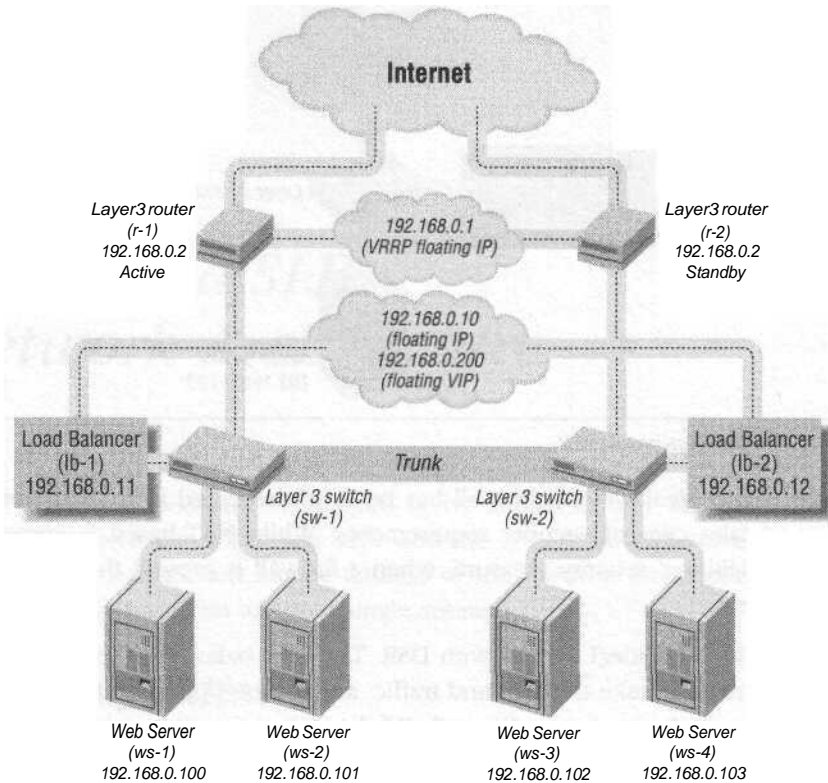 Internet
Layer3 router
(r-1)
192.168.0.2
Active
192.168.0.1
(VRRP floating IP)
Layer3 router
(r-2)
192.168.0.2
Standby
192.168.0.10
(floating IP)
192.168.0.200
(floating VIP)
Load Balancer
(lb-1)
192.168.0.11
Trunk
Load Balancer
(lb-2)
192.168.0.12
Layer 3 switch
(sw-1)
Layer 3 switch
(sw-2)
Web Server
(ws-1)
192.168.0.100
Web Server
(ws-2)
192.168.0.101
Web Server
(ws-3)
192.168.0.102
Web Server
(ws-4)
192.168.0.103